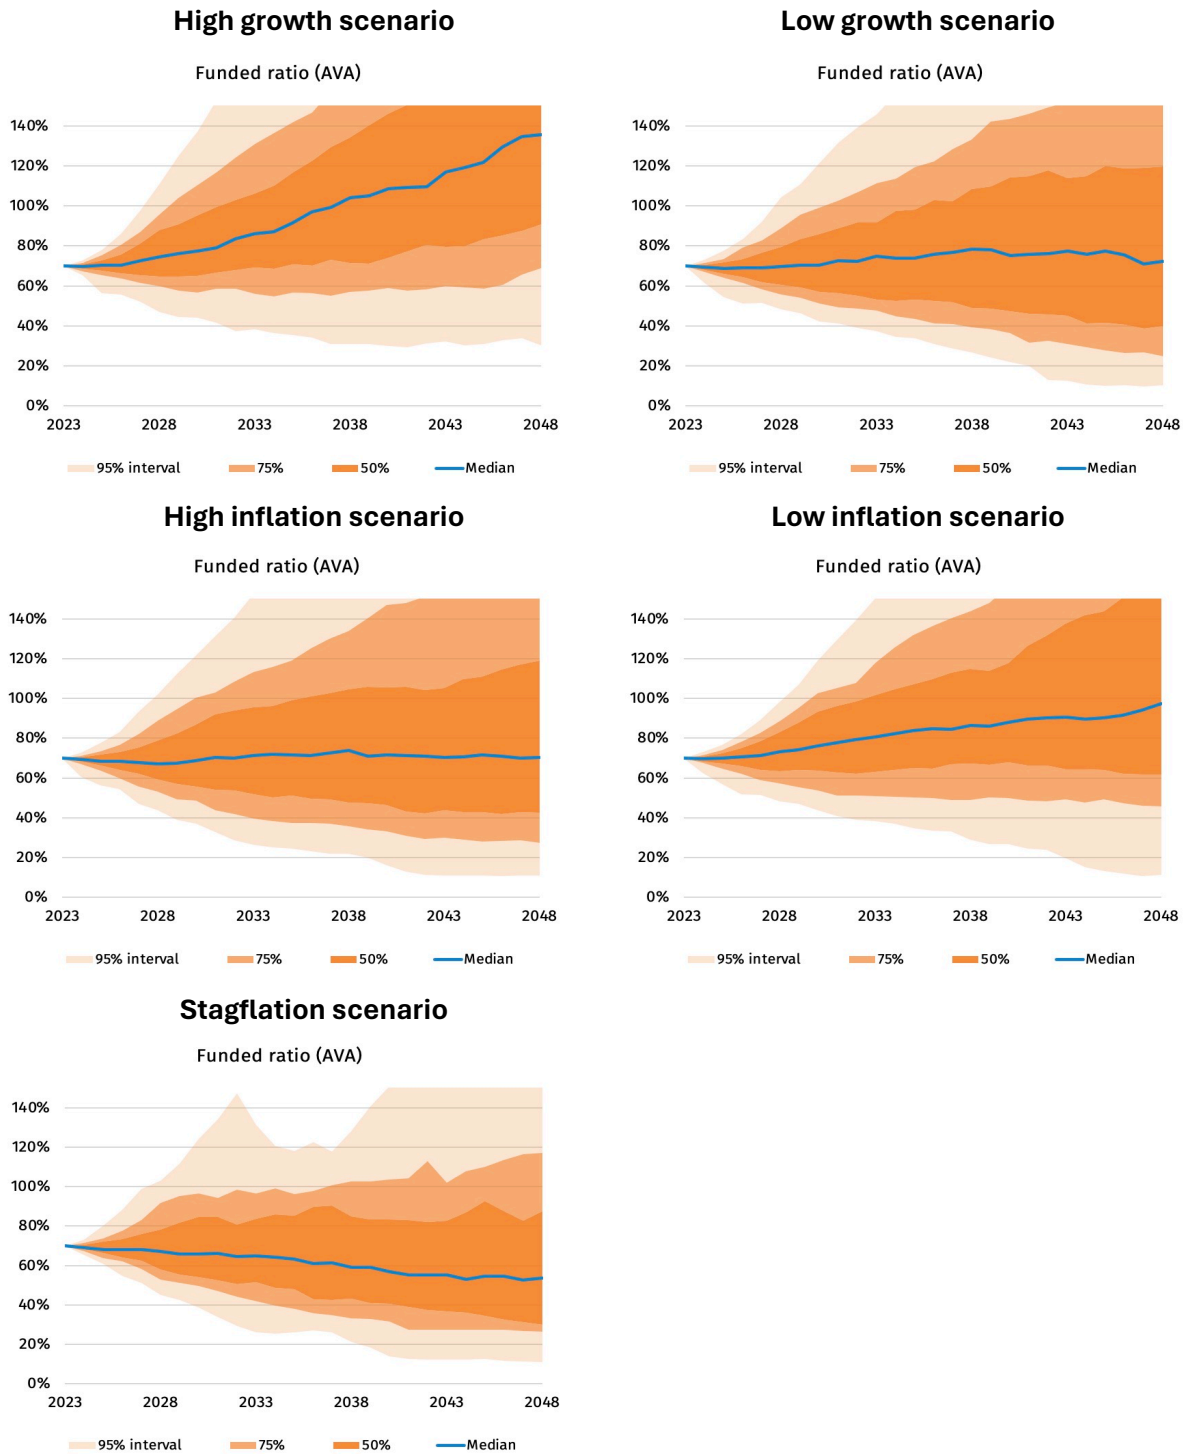 High growth scenario
Funded ratio (AVA)
140%
120%
100%
80%
60%
40%
20%
0%
2023 2028 2033 2038 2043 2048
95% interval 75% 50% Median
Low growth scenario
Funded ratio (AVA)
140%
120%
100%
80%
60%
40%
20%
0%
2023 2028 2033 2038 2043 2048
95% interval 75% 50% Median
High inflation scenario
Funded ratio (AVA)
140%
120%
100%
80%
60%
40%
20%
0%
2023 2028 2033 2038 2043 2048
95% interval 75% 50% Median
Low inflation scenario
Funded ratio (AVA)
140%
120%
100%
80%
60%
40%
20%
0%
2023 2028 2033 2038 2043 2048
95% interval 75% 50% Median
Stagflation scenario
Funded ratio (AVA)
140%
120%
100%
80%
60%
40%
20%
0%
2023 2028 2033 2038 2043 2048
95% interval 75% 50% Median